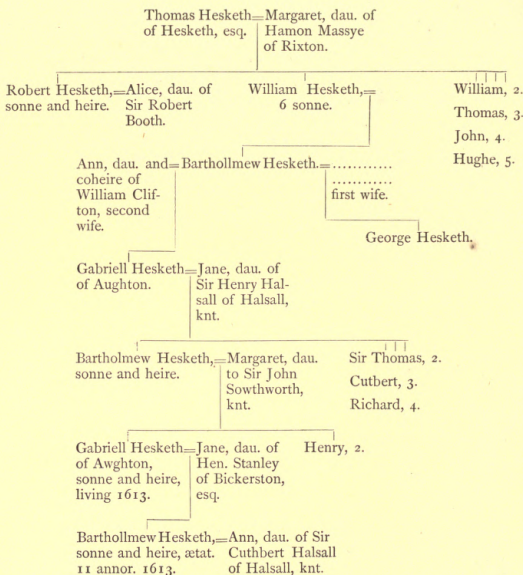 Thomas Hesketh = Margaret, dau. of
of Hesketh, esq. Hamon Massye
of Rixton.
Robert Hesketh, = Alice, dau. of
sonne and heire. Sir Robert
Booth.
William Hesketh, =
6 sonne.
William, 2.
Thomas, 3.
John, 4.
Hughe, 5.
Ann, dau. and = Barthollmew Hesketh. = ............
coheire of
William Clif-
ton, second
wife.
............
first wife.
George Hesketh.
Gabriell Hesketh = Jane, dau. of
of Aughton. Sir Henry Hal-
sall of Halsall,
knt.
Bartholmew Hesketh, = Margaret, dau.
sonne and heire. to Sir John
Sowthworth,
knt.
Sir Thomas, 2.
Cutbert, 3.
Richard, 4.
Gabriell Hesketh = Jane, dau. of
of Awghton, Hen. Stanley
sonne and heire, of Bickerston,
living 1613. esq.
Henry, 2.
Barthollmew Hesketh, = Ann, dau. of Sir
sonne and heire, ætat. Cuthbert Halsall
11 annor. 1613. of Halsall, knt.